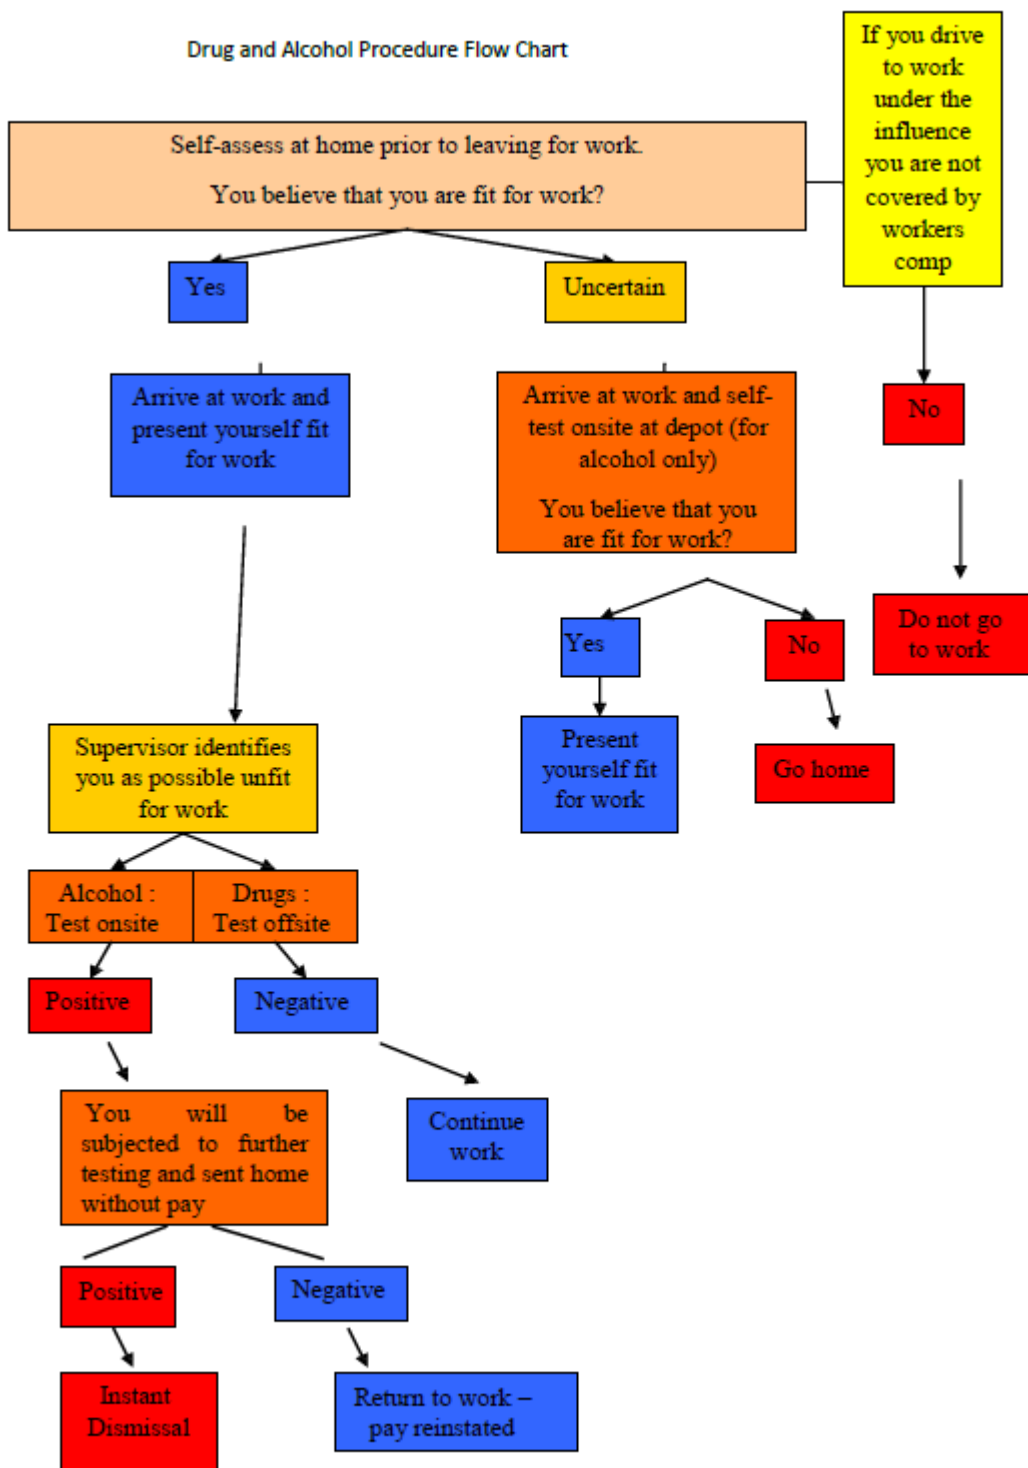 Drug and Alcohol Procedure Flow Chart
If you drive
to work
under the
influence
you are not
covered by
workers
comp
Self-assess at home prior to leaving for work.
You believe that you are fit for work?
Yes
Uncertain
No
Arrive at work and
present yourself fit
for work
Arrive at work and self-
test onsite at depot (for
alcohol only)
You believe that you
are fit for work?
Do not go
to work
Yes
No
Present
yourself fit
for work
Go home
Supervisor identifies
you as possible unfit
for work
Alcohol :
Test onsite
Drugs :
Test offsite
Positive
Negative
Continue
work
You will be
subjected to further
testing and sent home
without pay
Positive
Negative
Instant
Dismissal
Return to work –
pay reinstated